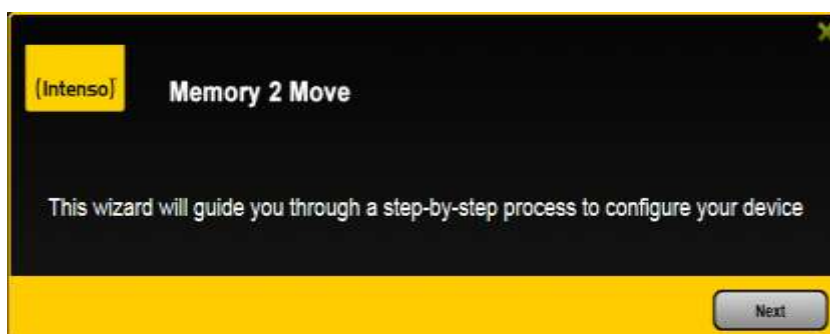 (Intenso)
Memory 2 Move
This wizard will guide you through a step-by-step process to configure your device
Next